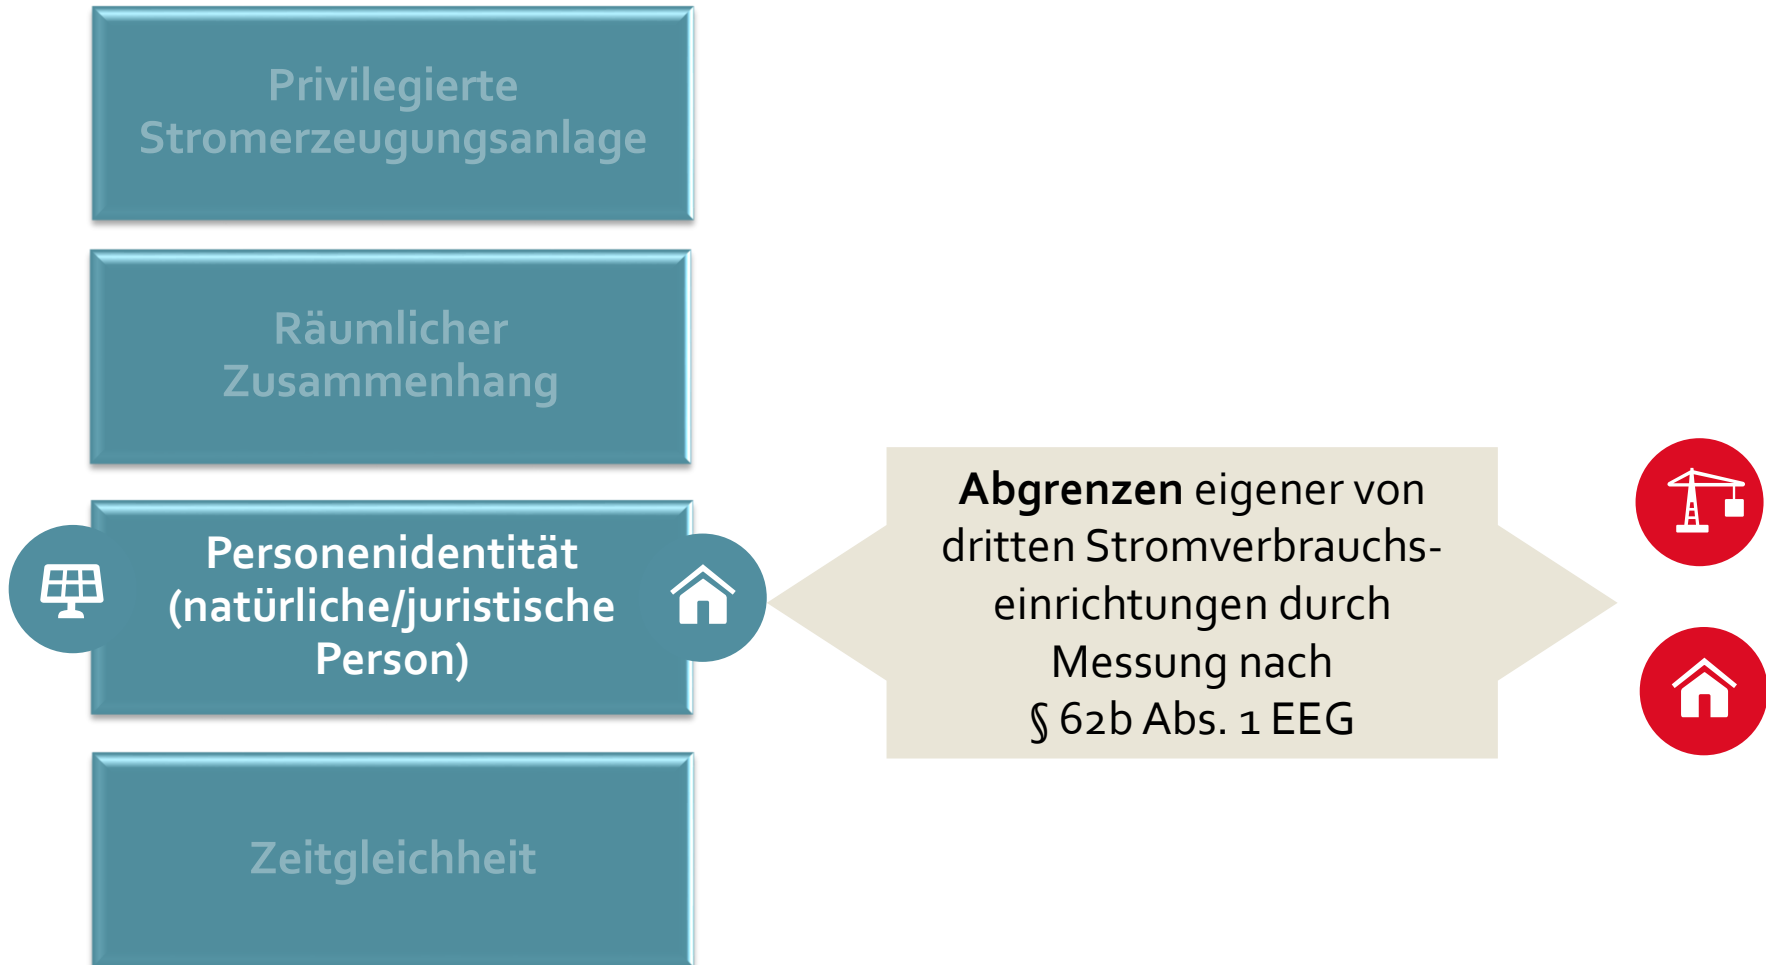 Privilegierte
Stromerzeugungsanlage
Räumlicher
Zusammenhang
Personenidentität
(natürliche/juristische
Person)
Abgrenzen eigener von
dritten Stromverbrauchs-
einrichtungen durch
Messung nach
§ 62b Abs. 1 EEG
Zeitgleichheit